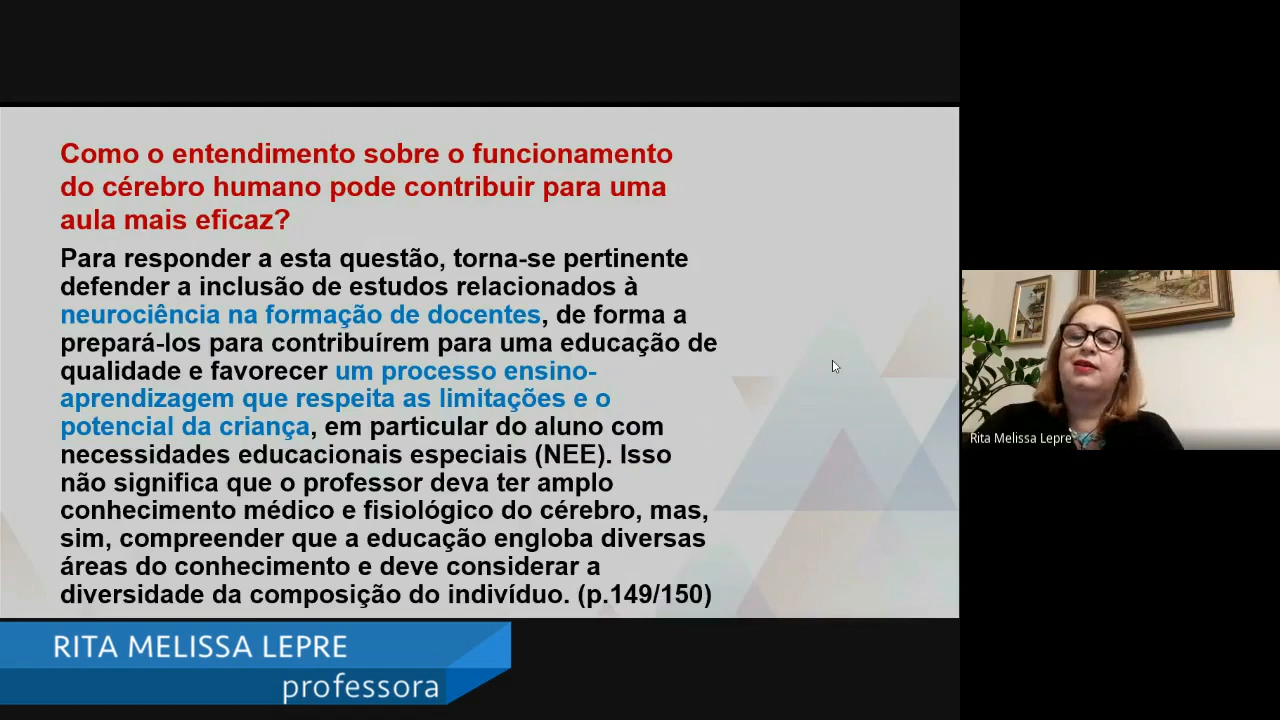 Como o entendimento sobre o funcionamento
do cérebro humano pode contribuir para uma
aula mais eficaz?
Para responder a esta questão, torna-se pertinente
defender a inclusão de estudos relacionados à
neurociência na formação de docentes, de forma a
prepará-los para contribuírem para uma educação de
qualidade e favorecer um processo ensino-
aprendizagem que respeita as limitações e o
potencial da criança, em particular do aluno com
necessidades educacionais especiais (NEE). Isso
não significa que o professor deva ter amplo
conhecimento médico e fisiológico do cérebro, mas,
sim, compreender que a educação engloba diversas
áreas do conhecimento e deve considerar a
diversidade da composição do indivíduo. (p.149/150)
Rita Melissa Lepre
RITA MELISSA LEPRE
professora